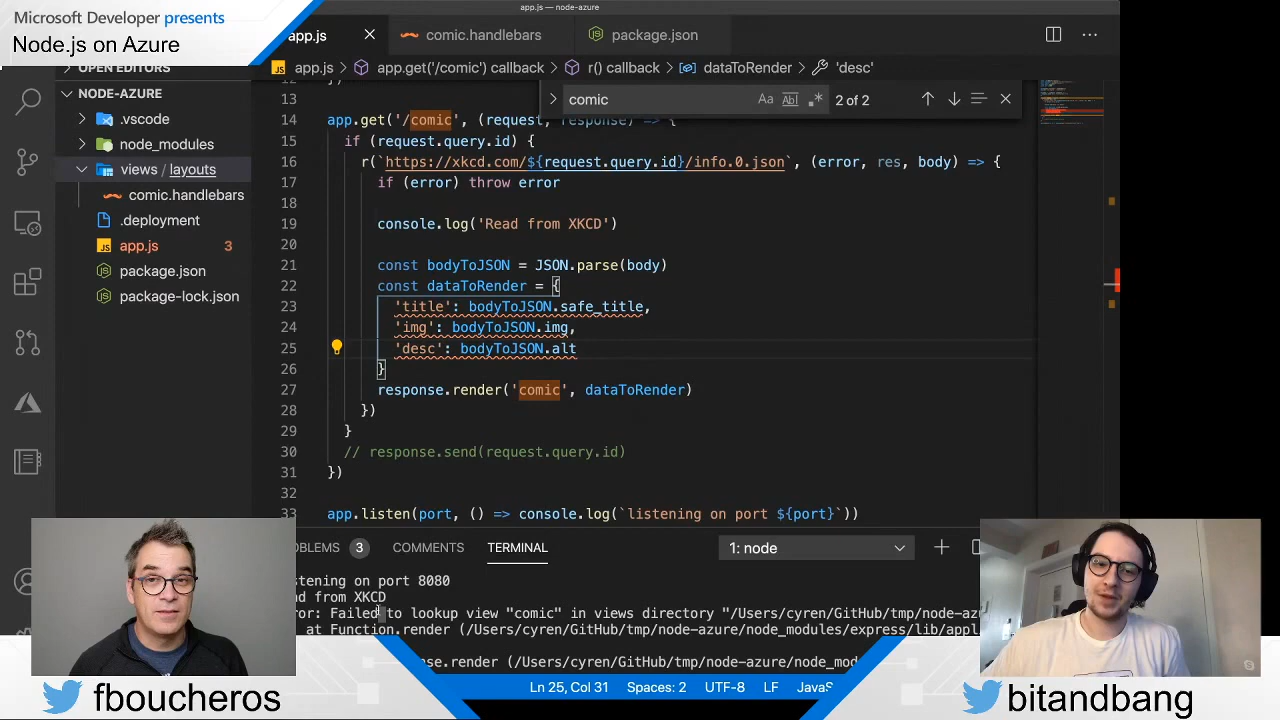 Microsoft Developer presents
Node.js on Azure
app.js — node-azure
app.js
comic.handlebars
package.json
OPEN EDITORS
NODE-AZURE
.vscode
node_modules
views / layouts
comic.handlebars
.deployment
JS app.js 3
package.json
package-lock.json
JS app.js > app.get('/comic') callback > r() callback > dataToRender > 'desc'
comic
Aa Abl .*
2 of 2
12 })
13
14 app.get('/comic', (request, response) => {
15 if (request.query.id) {
16 r(`https://xkcd.com/${request.query.id}/info.0.json`, (error, res, body) => {
17 if (error) throw error
18
19 console.log('Read from XKCD')
20
21 const bodyToJSON = JSON.parse(body)
22 const dataToRender = {
23 'title': bodyToJSON.safe_title,
24 'img': bodyToJSON.img,
25 'desc': bodyToJSON.alt
26 }
27 response.render('comic', dataToRender)
28 })
29 }
30 // response.send(request.query.id)
31 })
32
33 app.listen(port, () => console.log(`listening on port ${port}`))
OBLEMS 3 COMMENTS TERMINAL
1: node
stening on port 8080
ad from XKCD
ror: Failed to lookup view "comic" in views directory "/Users/cyren/GitHub/tmp/node-azu
at Function.render (/Users/cyren/GitHub/tmp/node-azure/node_modules/express/lib/appl
nse.render (/Users/cyren/GitHub/tmp/node-azure/node_mod
Ln 25, Col 31 Spaces: 2 UTF-8 LF JavaS
fboucheros
bitandbang